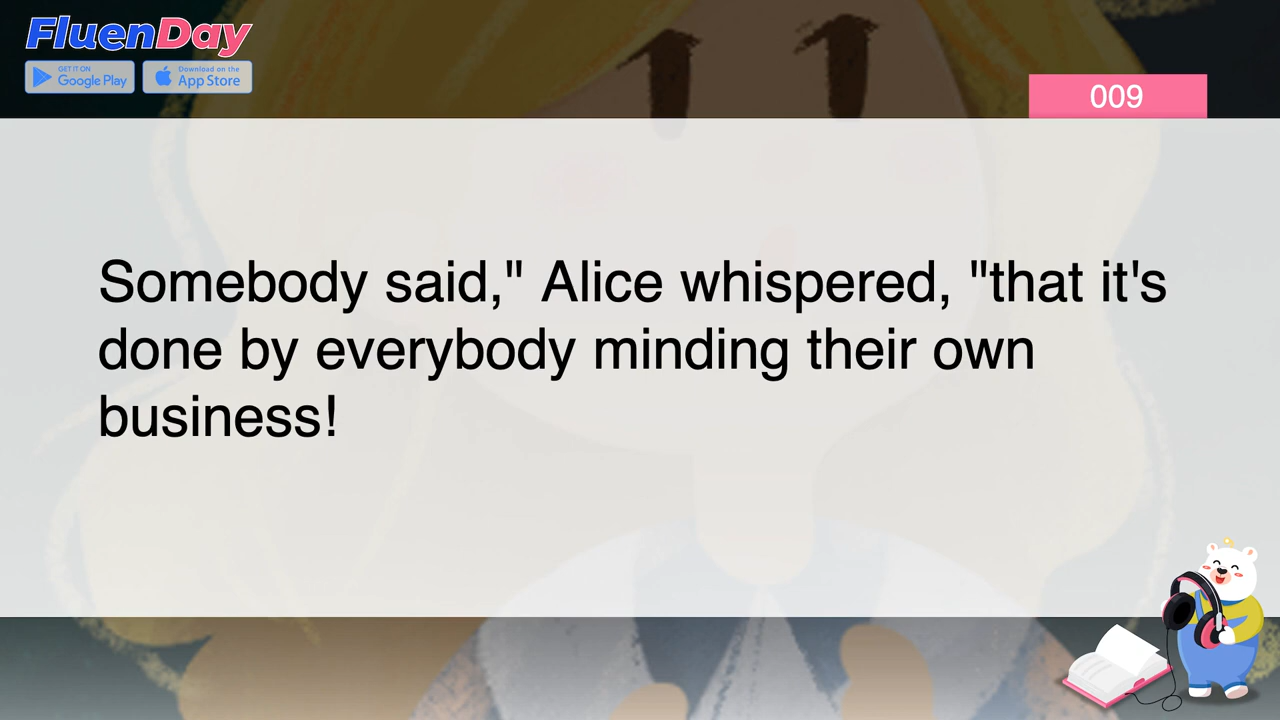 FluenDay
GET IT ON
Google Play
Download on the
App Store
009
Somebody said," Alice whispered, "that it's
done by everybody minding their own
business!